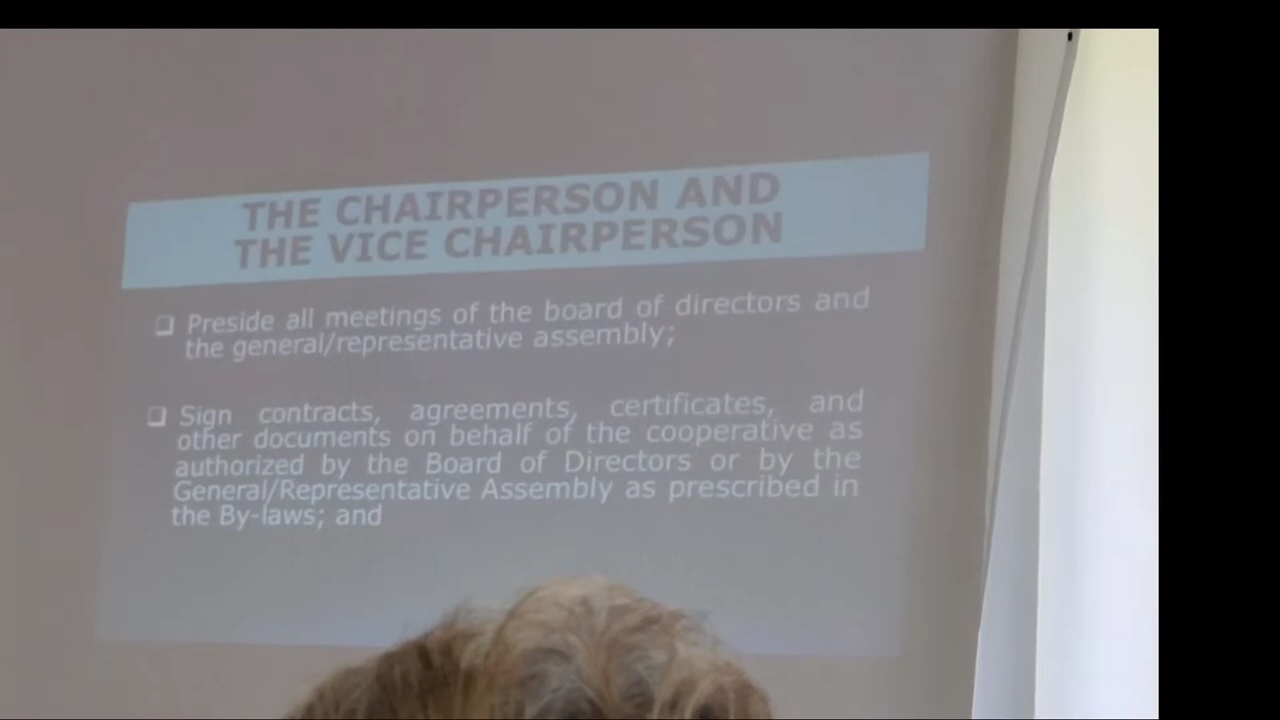 THE CHAIRPERSON AND
THE VICE CHAIRPERSON
❑ Preside all meetings of the board of directors and
the general/representative assembly;
❑ Sign contracts, agreements, certificates, and
other documents on behalf of the cooperative as
authorized by the Board of Directors or by the
General/Representative Assembly as prescribed in
the By-laws; and